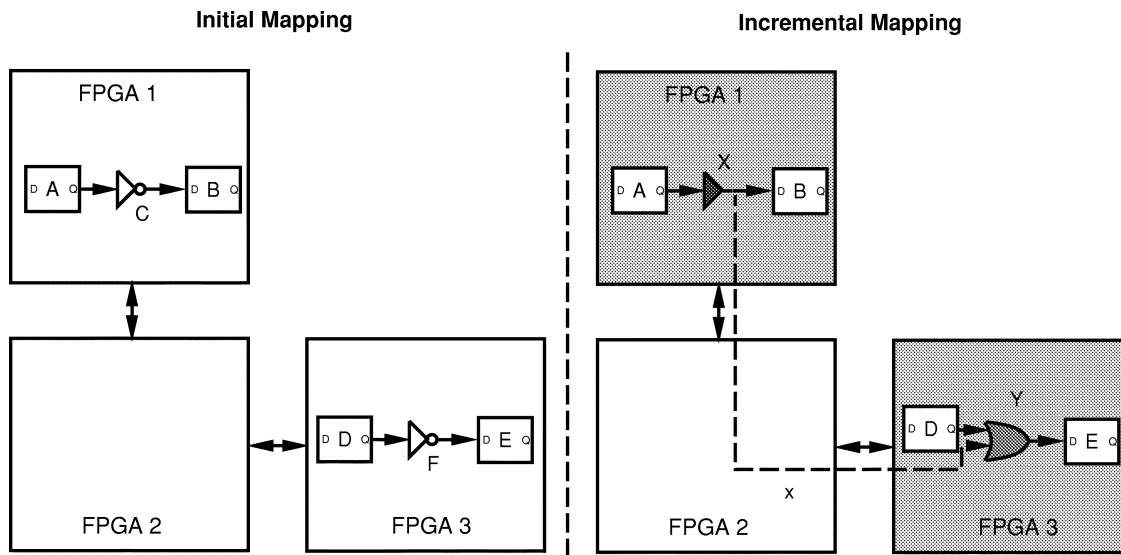 Initial Mapping
Incremental Mapping
FPGA 1
D A Q
C
D B Q
FPGA 2
D D Q
F
D E Q
FPGA 3
FPGA 1
X
D A Q
D B Q
x
FPGA 2
Y
D D Q
D E Q
FPGA 3